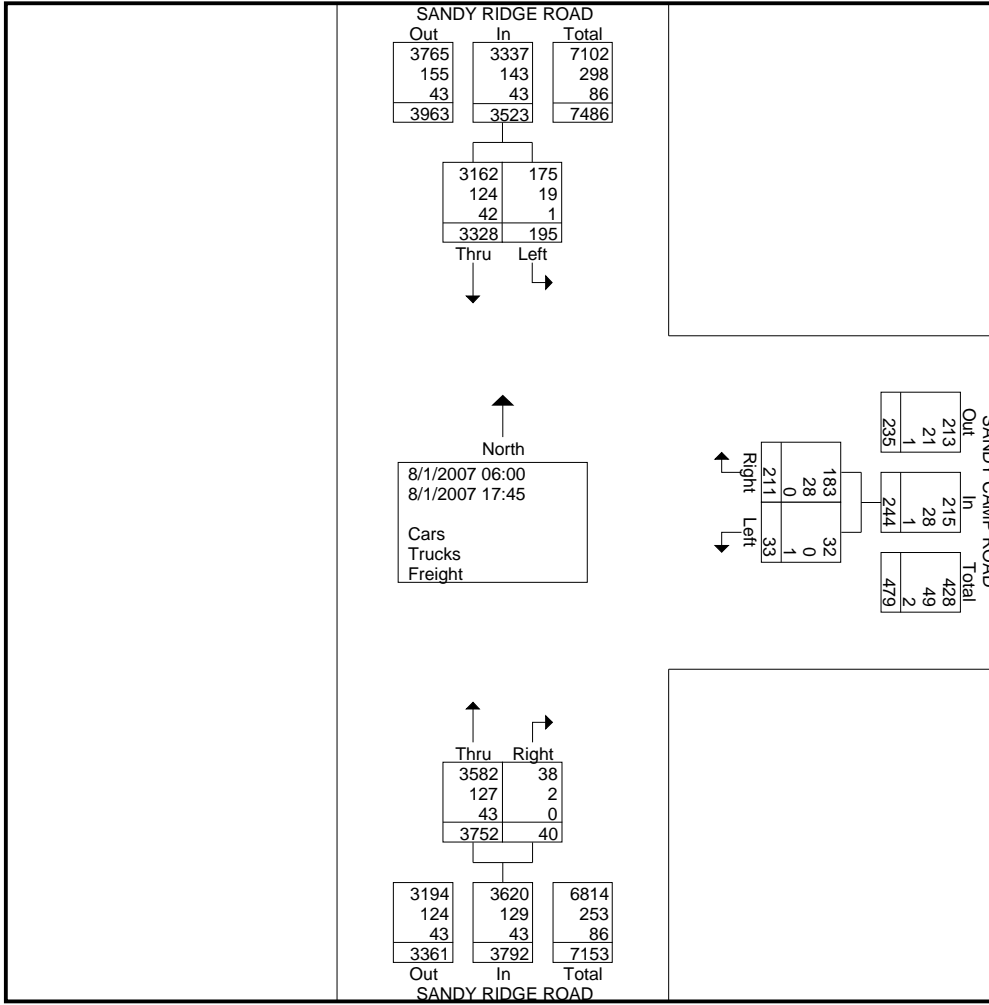 SANDY RIDGE ROAD
Out In Total
3765 3337 7102
155 143 298
43 43 86
3963 3523 7486
3162 175
124 19
42 1
3328 195
Thru Left
North
8/1/2007 06:00
8/1/2007 17:45
Cars
Trucks
Freight
SANDY CAMP ROAD
Out In Total
213 215 428
21 28 49
1 1 2
235 244 479
183 32
28 0
0 1
211 33
Right Left
Thru Right
3582 38
127 2
43 0
3752 40
3194 3620 6814
124 129 253
43 43 86
3361 3792 7153
Out In Total
SANDY RIDGE ROAD